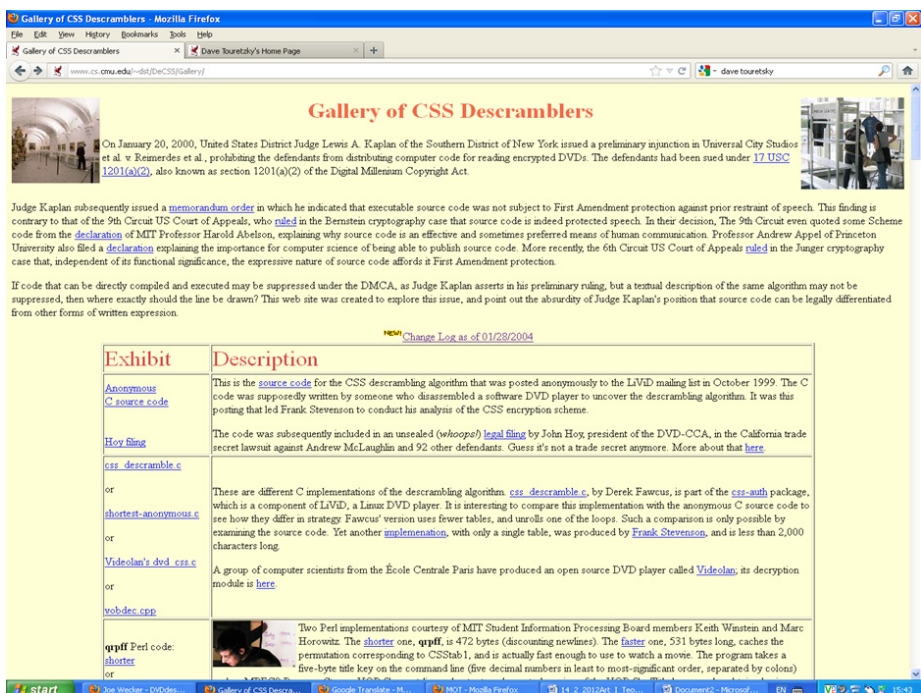 Gallery of CSS Descramblers - Mozilla Firefox
File Edit View History Bookmarks Tools Help
Gallery of CSS Descramblers × Dave Touretzky's Home Page × +
www.cs.cmu.edu/~dst/DeCSS/Gallery/ dave touretsky
Gallery of CSS Descramblers
On January 20, 2000, United States District Judge Lewis A. Kaplan of the Southern District of New York issued a preliminary injunction in Universal City Studios
et al. v. Reimerdes et al., prohibiting the defendants from distributing computer code for reading encrypted DVDs. The defendants had been sued under 17 USC
1201(a)(2), also known as section 1201(a)(2) of the Digital Millenium Copyright Act.
Judge Kaplan subsequently issued a memorandum order in which he indicated that executable source code was not subject to First Amendment protection against prior restraint of speech. This finding is
contrary to that of the 9th Circuit US Court of Appeals, who ruled in the Bernstein cryptography case that source code is indeed protected speech. In their decision, The 9th Circuit even quoted some Scheme
code from the declaration of MIT Professor Harold Abelson, explaining why source code is an effective and sometimes preferred means of human communication. Professor Andrew Appel of Princeton
University also filed a declaration explaining the importance for computer science of being able to publish source code. More recently, the 6th Circuit US Court of Appeals ruled in the Junger cryptography
case that, independent of its functional significance, the expressive nature of source code affords it First Amendment protection.
If code that can be directly compiled and executed may be suppressed under the DMCA, as Judge Kaplan asserts in his preliminary ruling, but a textual description of the same algorithm may not be
suppressed, then where exactly should the line be drawn? This web site was created to explore this issue, and point out the absurdity of Judge Kaplan's position that source code can be legally differentiated
from other forms of written expression.
NEW! Change Log as of 01/28/2004
Exhibit Description
Anonymous
C source code
Hoy filing
This is the source code for the CSS descrambling algorithm that was posted anonymously to the LiViD mailing list in October 1999. The C
code was supposedly written by someone who disassembled a software DVD player to uncover the descrambling algorithm. It was this
posting that led Frank Stevenson to conduct his analysis of the CSS encryption scheme.
The code was subsequently included in an unsealed (whoops!) legal filing by John Hoy, president of the DVD-CCA, in the California trade
secret lawsuit against Andrew McLaughlin and 92 other defendants. Guess it's not a trade secret anymore. More about that here.
css_descramble.c
or
shortest-anonymous.c
or
Videolan's dvd_css.c
or
vobdec.cpp
These are different C implementations of the descrambling algorithm. css_descramble.c, by Derek Fawcus, is part of the css-auth package,
which is a component of LiViD, a Linux DVD player. It is interesting to compare this implementation with the anonymous C source code to
see how they differ in strategy. Fawcus' version uses fewer tables, and unrolls one of the loops. Such a comparison is only possible by
examining the source code. Yet another implemenation, with only a single table, was produced by Frank Stevenson, and is less than 2,000
characters long.
A group of computer scientists from the École Centrale Paris have produced an open source DVD player called Videolan; its decryption
module is here.
qrpff Perl code:
shorter
or
Two Perl implementations courtesy of MIT Student Information Processing Board members Keith Winstein and Marc
Horowitz. The shorter one, qrpff, is 472 bytes (discounting newlines). The faster one, 531 bytes long, caches the
permutation corresponding to CSStab1, and is actually fast enough to use to watch a movie. The program takes a
five-byte title key on the command line (five decimal numbers in least to most-significant order, separated by colons)
start Joe Wecker - DVDdes... Gallery of CSS Descra... Google Translate - M... MOT - Mozilla Firefox 14_2_2012Art_I_Teo... Document2 - Microsof... EN